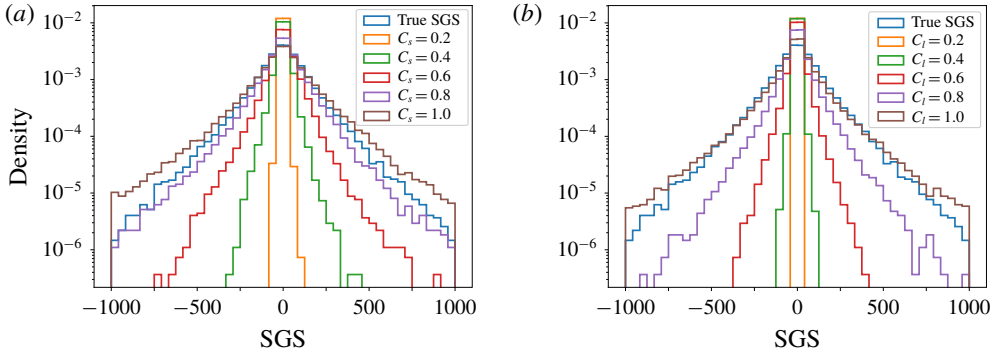 (a)
True SGS
C_s = 0.2
C_s = 0.4
C_s = 0.6
C_s = 0.8
C_s = 1.0
10⁻²
10⁻³
10⁻⁴
10⁻⁵
10⁻⁶
Density
−1000 −500 0 500 1000
SGS
(b)
True SGS
C_l = 0.2
C_l = 0.4
C_l = 0.6
C_l = 0.8
C_l = 1.0
10⁻²
10⁻³
10⁻⁴
10⁻⁵
10⁻⁶
−1000 −500 0 500 1000
SGS